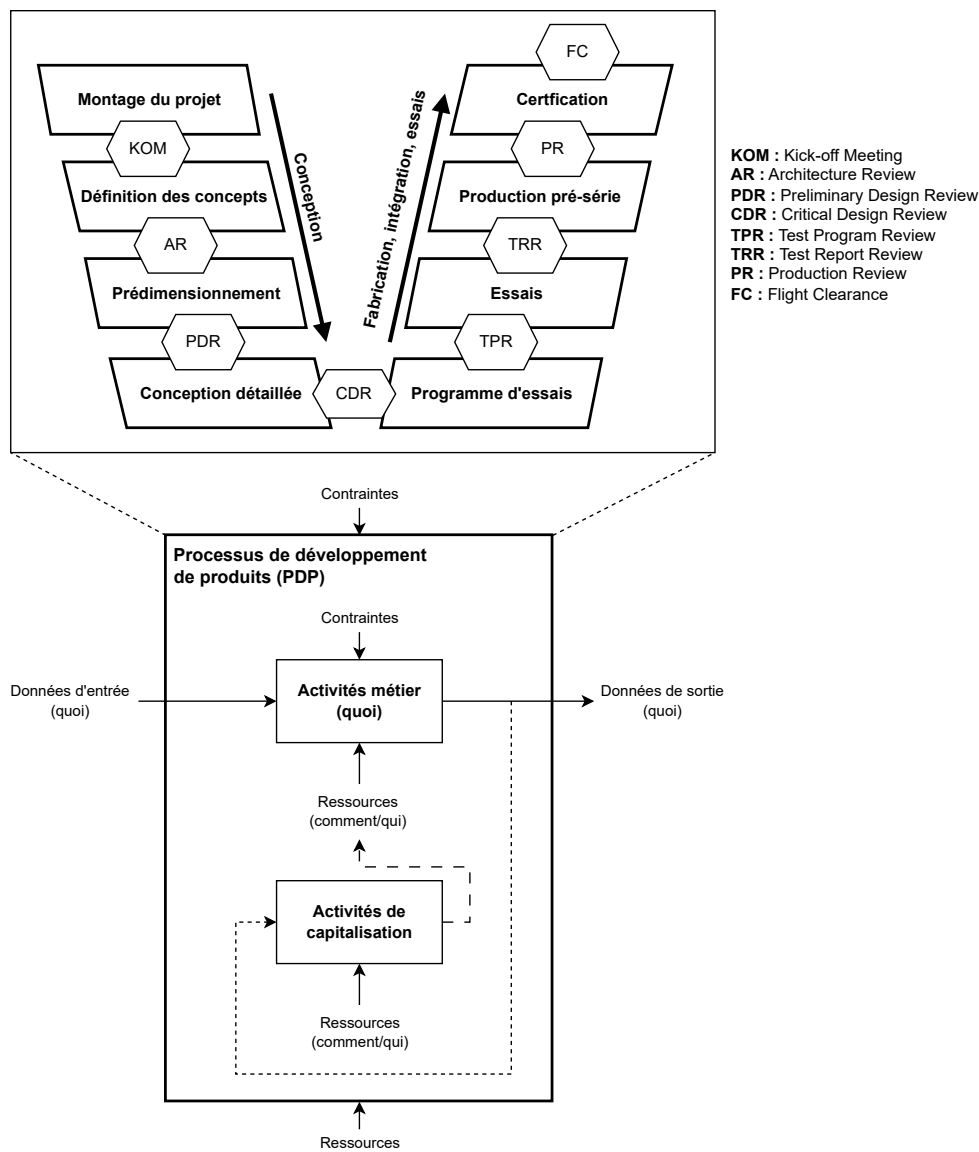 FC
Montage du projet
Certfication
KOM
PR
Conception
Fabrication, intégration, essais
Définition des concepts
Production pré-série
AR
TRR
Prédimensionnement
Essais
PDR
TPR
Conception détaillée
CDR
Programme d'essais
KOM : Kick-off Meeting
AR : Architecture Review
PDR : Preliminary Design Review
CDR : Critical Design Review
TPR : Test Program Review
TRR : Test Report Review
PR : Production Review
FC : Flight Clearance
Contraintes
Processus de développement
de produits (PDP)
Contraintes
Données d'entrée
(quoi)
Activités métier
(quoi)
Données de sortie
(quoi)
Ressources
(comment/qui)
Activités de
capitalisation
Ressources
(comment/qui)
Ressources